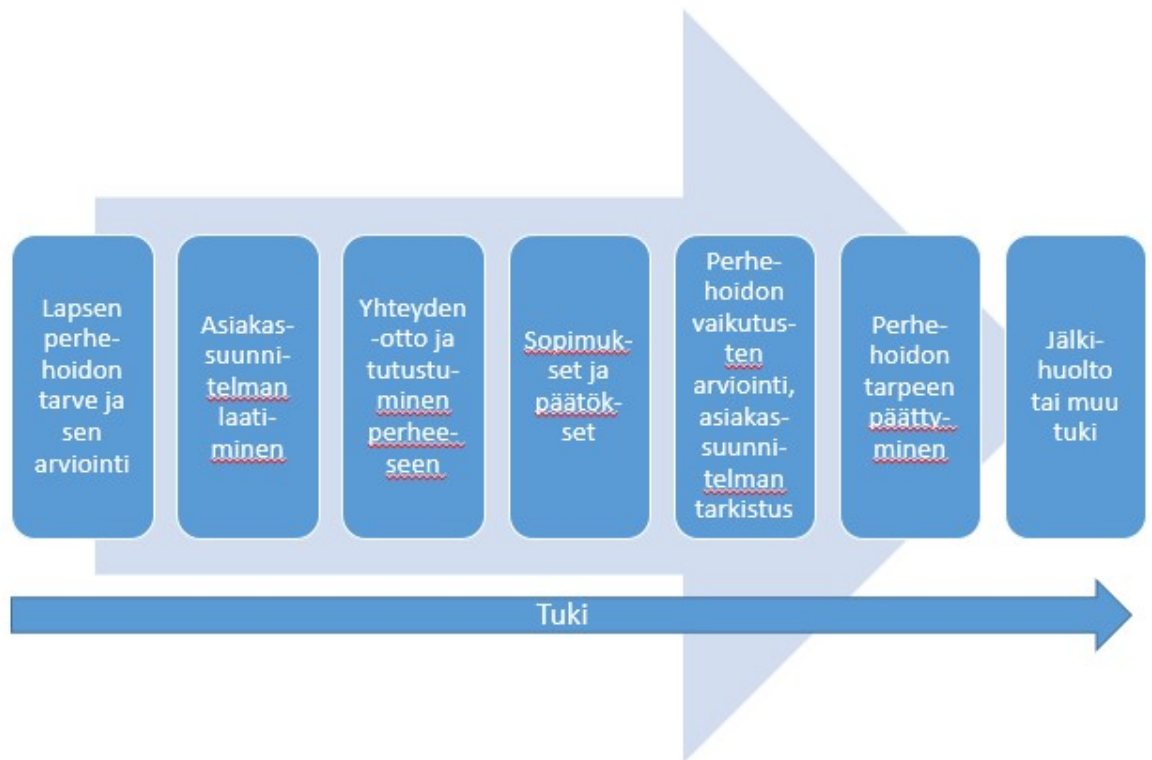 Lapsen
perhe-
hoidon
tarve ja
sen
arviointi
Asiakas-
suunni-
telman
laati-
minen
Yhteyden
-otto ja
tutustu-
minen
perhee-
seen
Sopimuk-
set ja
päätök-
set
Perhe-
hoidon
vaikutus-
ten
arviointi,
asiakas-
suunni-
telman
tarkistus
Perhe-
hoidon
tarpeen
päätty-
minen
Jälki-
huolto
tai muu
tuki
Tuki